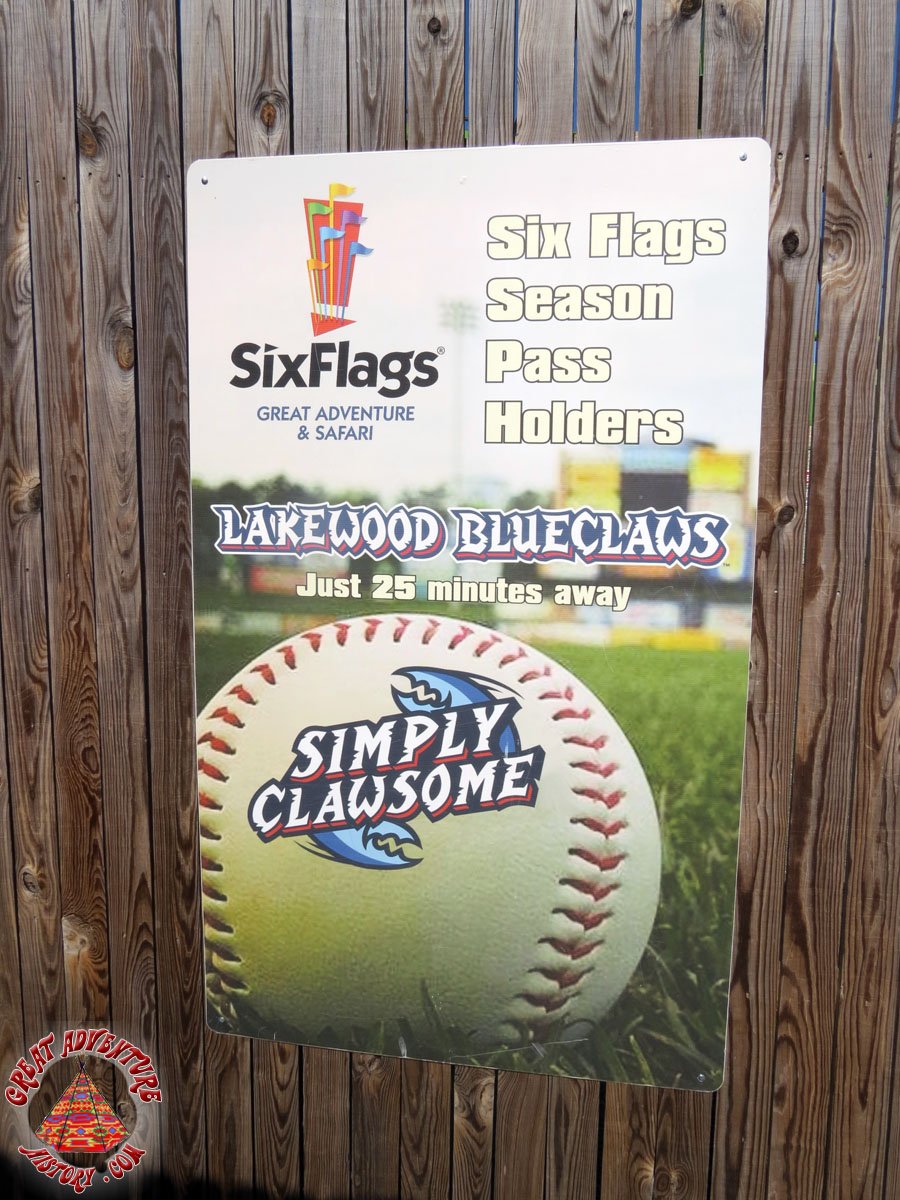 SixFlags®
GREAT ADVENTURE
& SAFARI
Six Flags
Season
Pass
Holders
LAKEWOOD BLUECLAWS™
Just 25 minutes away
SIMPLY
CLAWSOME
GREAT ADVENTURE
HISTORY.COM